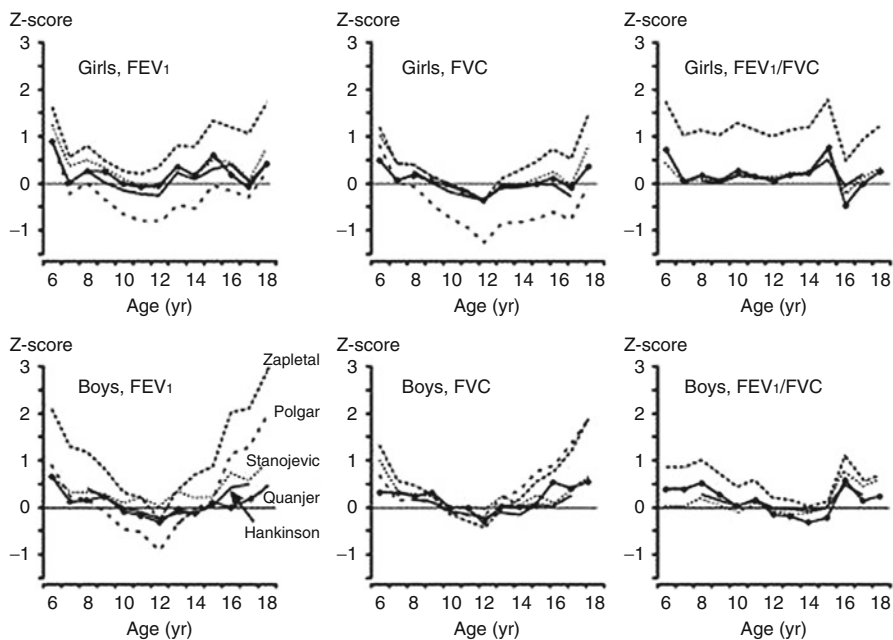 Z-score
3
2
1
0
−1
Girls, FEV1
6 8 10 12 14 16 18
Age (yr)
Z-score
3
2
1
0
−1
Girls, FVC
6 8 10 12 14 16 18
Age (yr)
Z-score
3
2
1
0
−1
Girls, FEV1/FVC
6 8 10 12 14 16 18
Age (yr)
Z-score
3
2
1
0
−1
Boys, FEV1
Zapletal
Polgar
Stanojevic
Quanjer
Hankinson
6 8 10 12 14 16 18
Age (yr)
Z-score
3
2
1
0
−1
Boys, FVC
6 8 10 12 14 16 18
Age (yr)
Z-score
3
2
1
0
−1
Boys, FEV1/FVC
6 8 10 12 14 16 18
Age (yr)